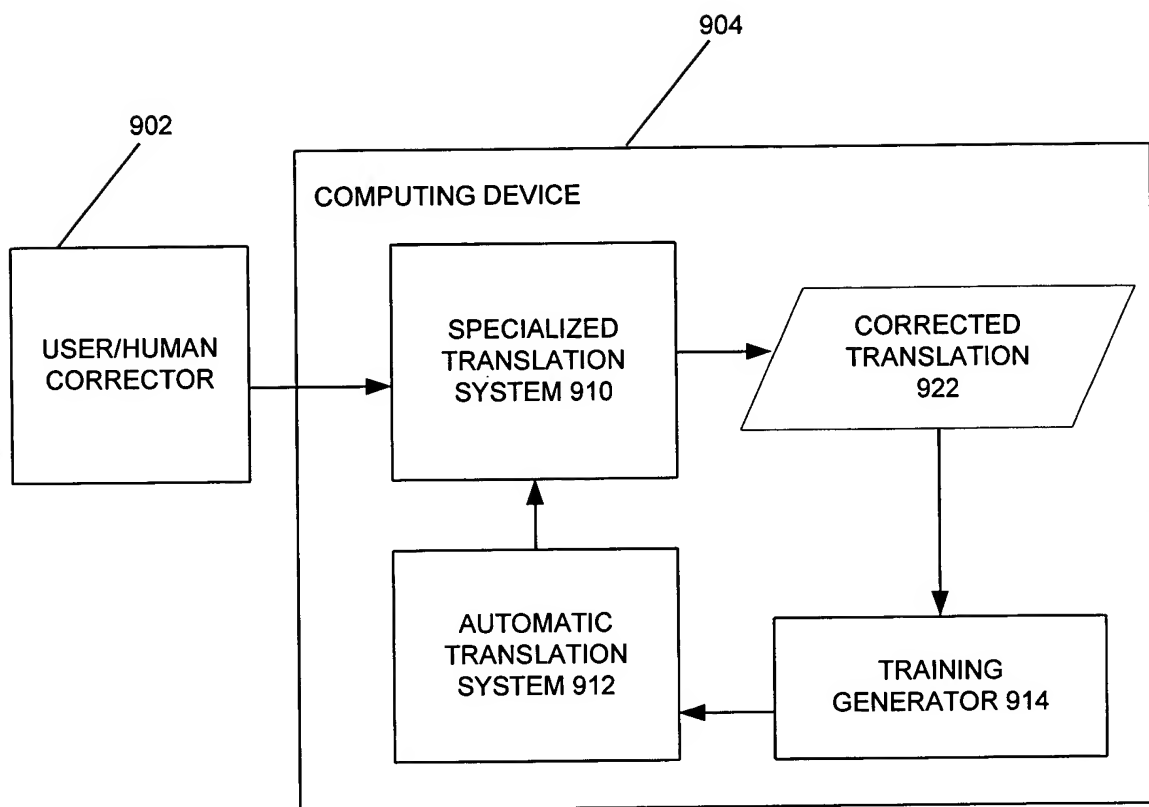 904
902
COMPUTING DEVICE
USER/HUMAN
CORRECTOR
SPECIALIZED
TRANSLATION
SYSTEM 910
CORRECTED
TRANSLATION
922
AUTOMATIC
TRANSLATION
SYSTEM 912
TRAINING
GENERATOR 914